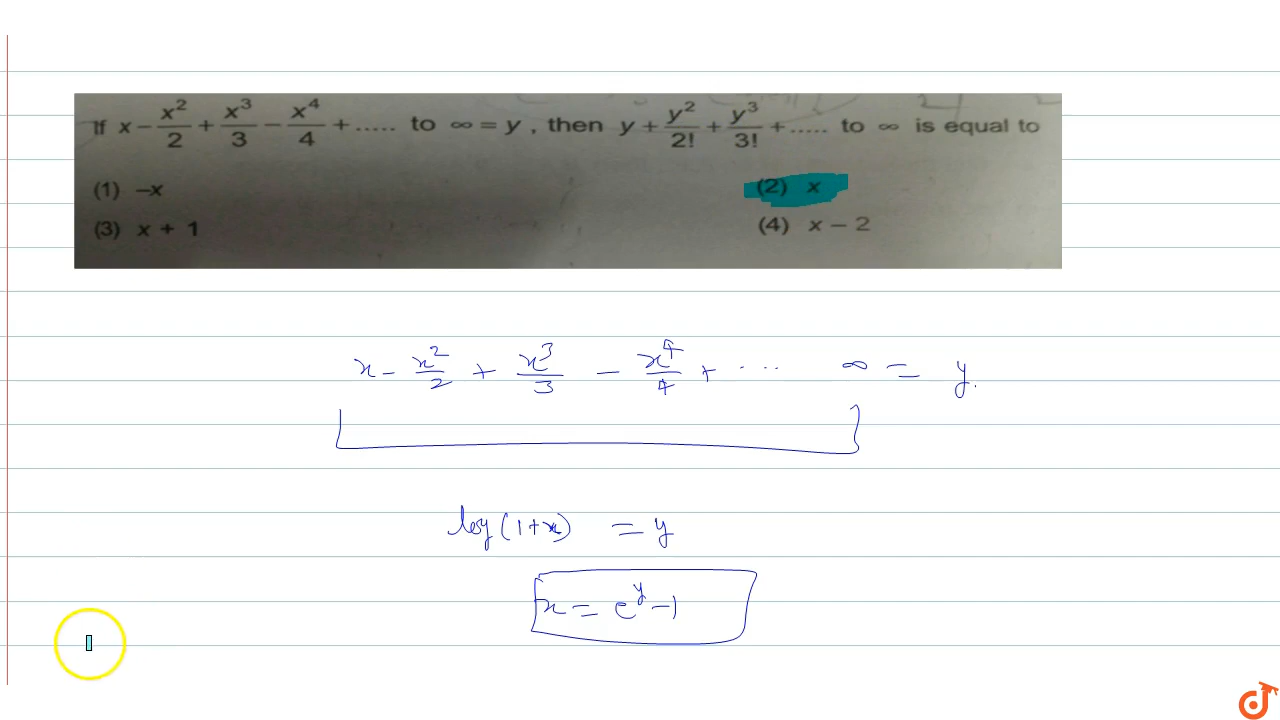 If x − x²/2 + x³/3 − x⁴/4 + ..... to ∞ = y , then y + y²/2! + y³/3! + ..... to ∞ is equal to
(1) −x (2) x
(3) x + 1 (4) x − 2
x − x²/2 + x³/3 − x⁴/4 + ... ∞ = y.
log(1+x) = y
x = e^y − 1